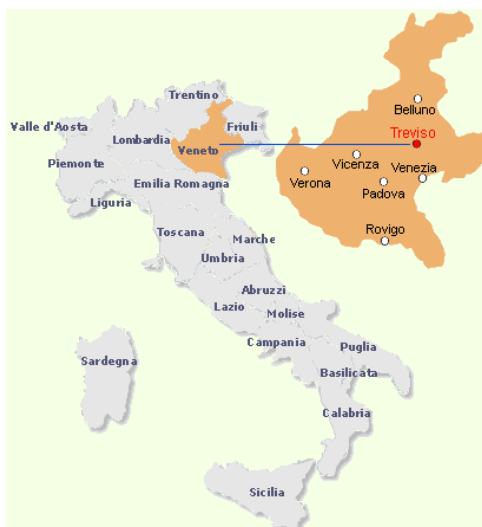 Trentino
Valle d'Aosta
Lombardia
Friuli
Veneto
Piemonte
Emilia Romagna
Liguria
Toscana
Marche
Umbria
Abruzzi
Lazio
Molise
Campania
Puglia
Basilicata
Sardegna
Calabria
Sicilia
Belluno
Treviso
Vicenza
Venezia
Verona
Padova
Rovigo